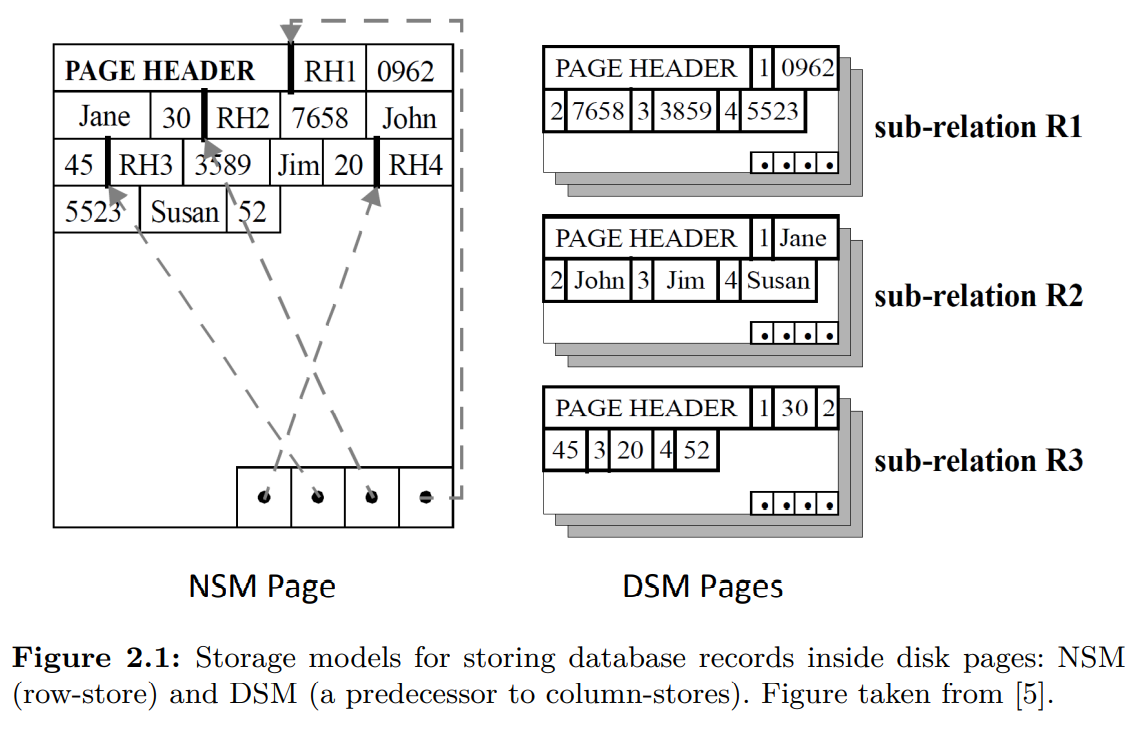 PAGE HEADER RH1 0962
Jane 30 RH2 7658 John
45 RH3 3589 Jim 20 RH4
5523 Susan 52
NSM Page
PAGE HEADER 1 0962
2 7658 3 3859 4 5523
sub-relation R1
PAGE HEADER 1 Jane
2 John 3 Jim 4 Susan
sub-relation R2
PAGE HEADER 1 30 2
45 3 20 4 52
sub-relation R3
DSM Pages
Figure 2.1: Storage models for storing database records inside disk pages: NSM
(row-store) and DSM (a predecessor to column-stores). Figure taken from [5].